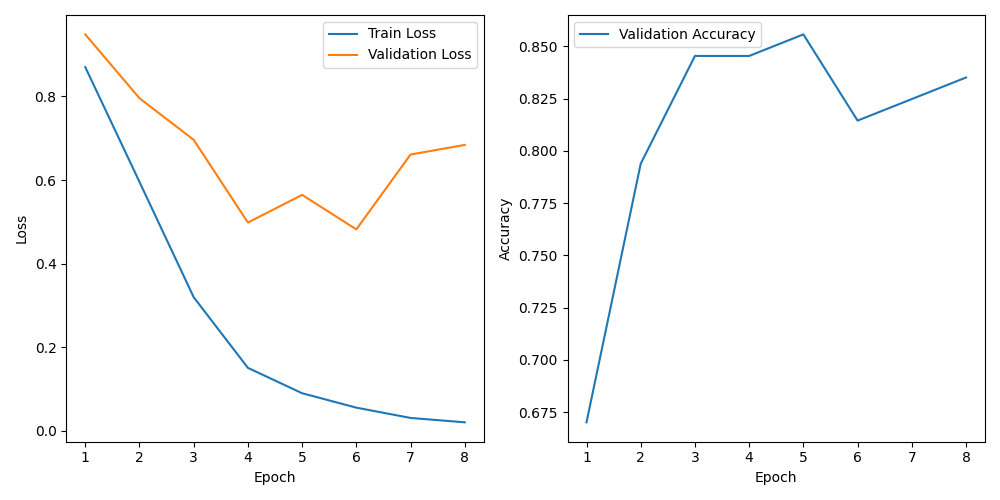 Train Loss
Validation Loss
0.8
0.6
0.4
0.2
0.0
Loss
1 2 3 4 5 6 7 8
Epoch
Validation Accuracy
0.850
0.825
0.800
0.775
0.750
0.725
0.700
0.675
Accuracy
1 2 3 4 5 6 7 8
Epoch